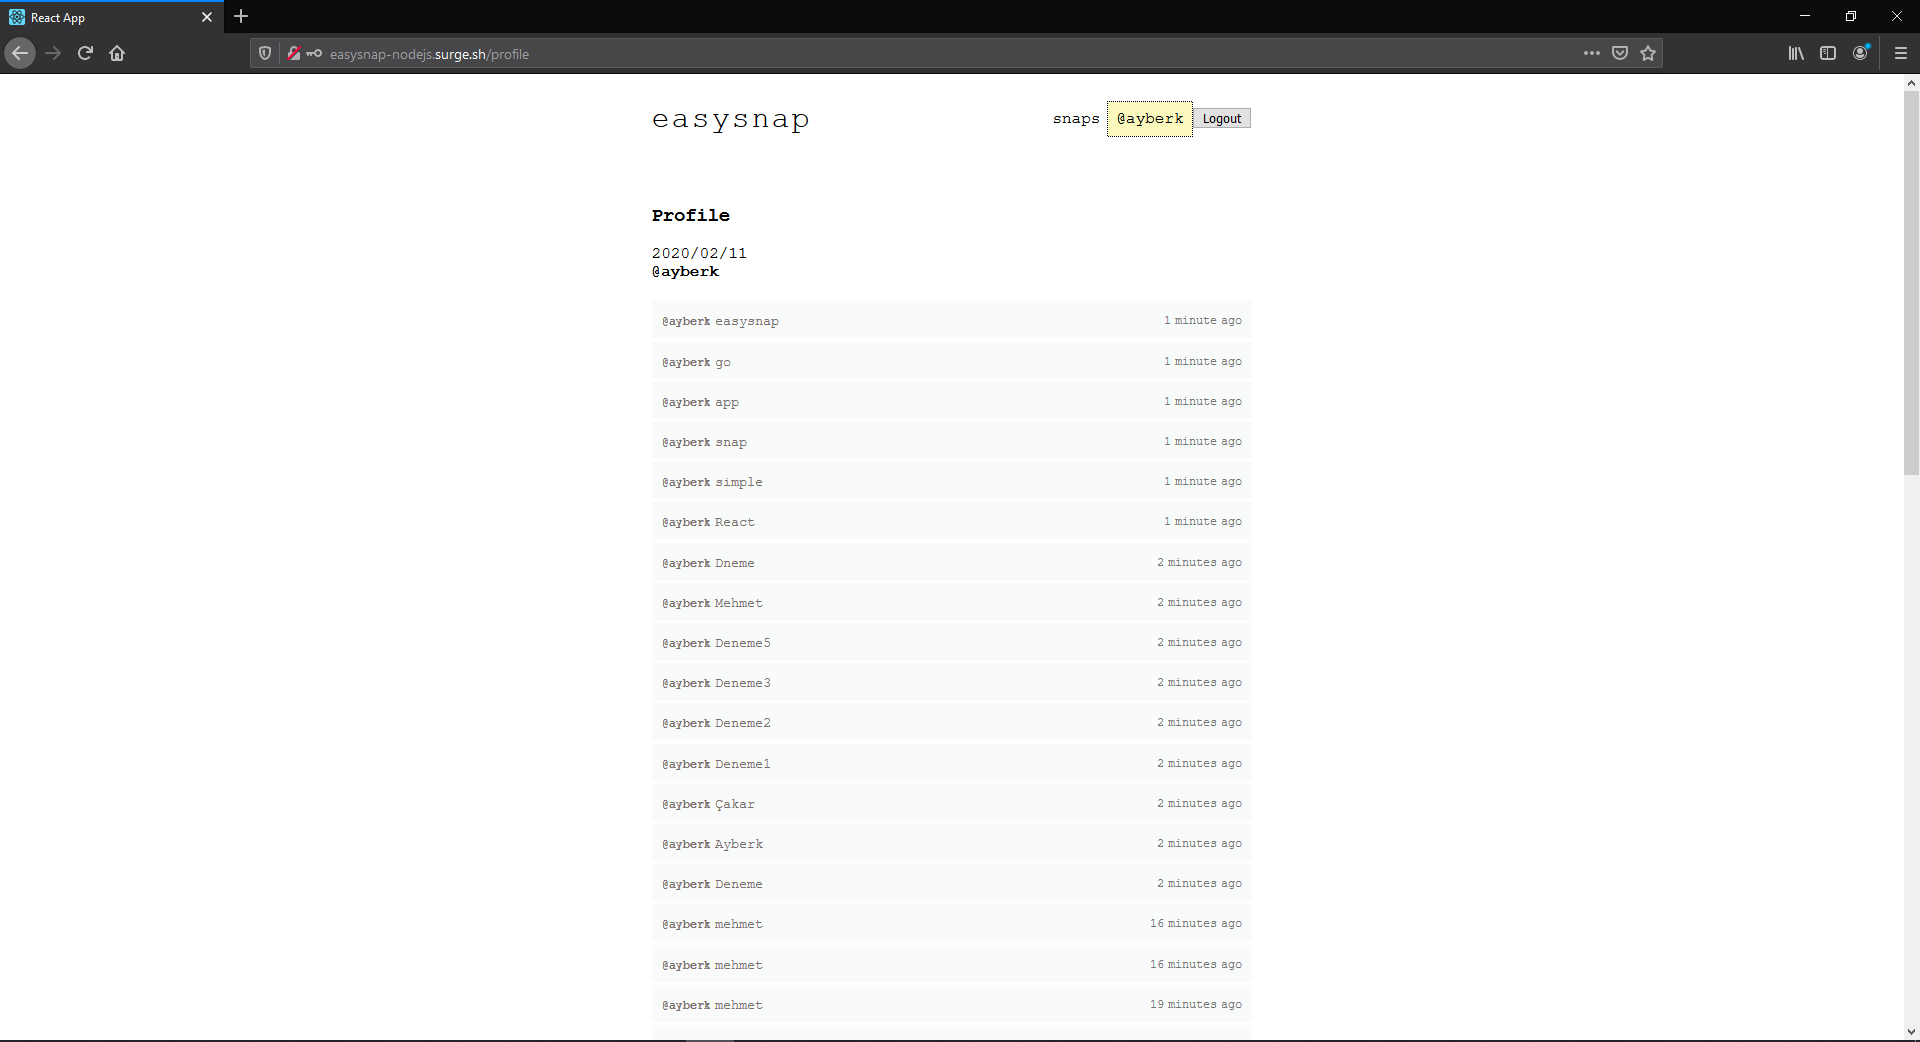 React App
easysnap-nodejs.surge.sh/profile
easysnap
snaps @ayberk Logout
Profile
2020/02/11
@ayberk
@ayberk easysnap 1 minute ago
@ayberk go 1 minute ago
@ayberk app 1 minute ago
@ayberk snap 1 minute ago
@ayberk simple 1 minute ago
@ayberk React 1 minute ago
@ayberk Dneme 2 minutes ago
@ayberk Mehmet 2 minutes ago
@ayberk Deneme5 2 minutes ago
@ayberk Deneme3 2 minutes ago
@ayberk Deneme2 2 minutes ago
@ayberk Deneme1 2 minutes ago
@ayberk Çakar 2 minutes ago
@ayberk Ayberk 2 minutes ago
@ayberk Deneme 2 minutes ago
@ayberk mehmet 16 minutes ago
@ayberk mehmet 16 minutes ago
@ayberk mehmet 19 minutes ago